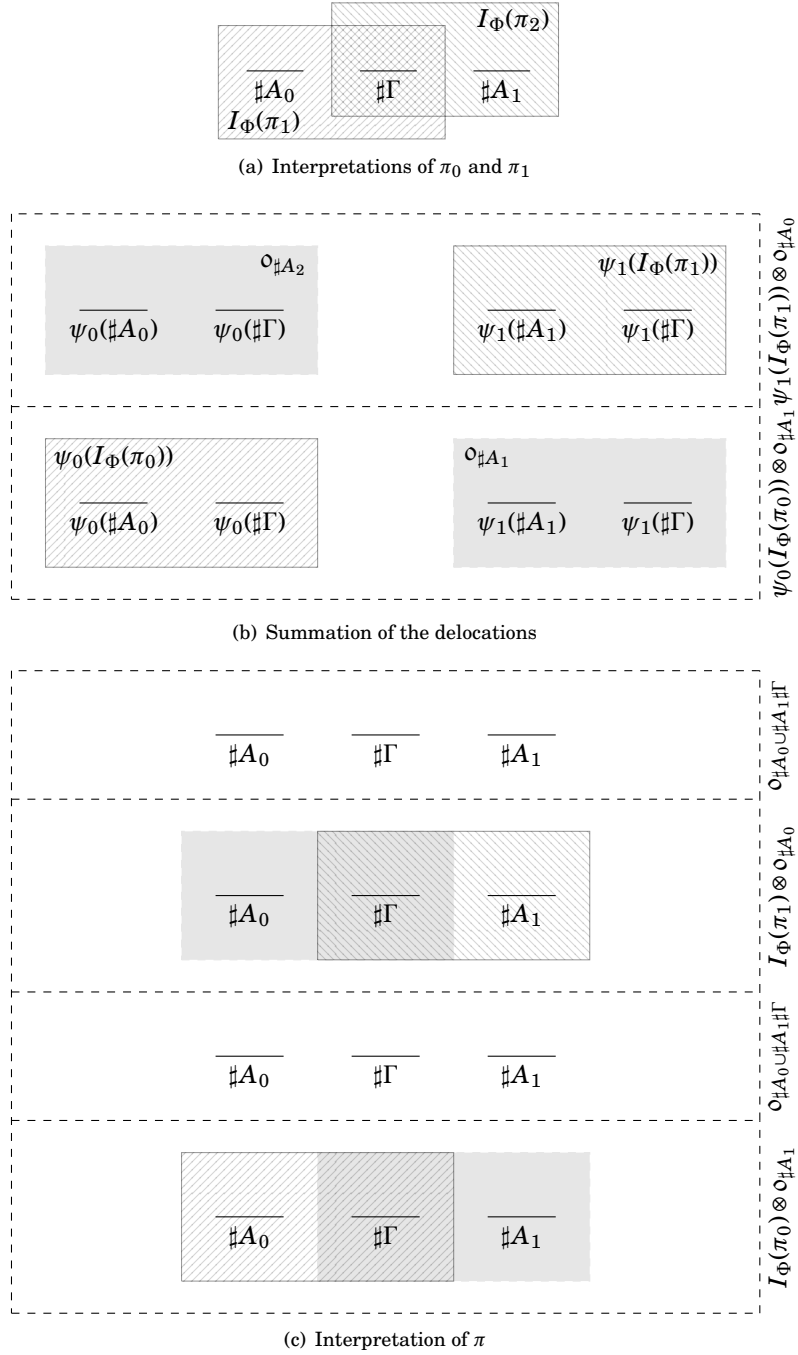 I_Φ(π_2)
♯A_0 ♯Γ ♯A_1
I_Φ(π_1)
(a) Interpretations of π_0 and π_1
o_{♯A_2} ψ_1(I_Φ(π_1))
ψ_0(♯A_0) ψ_0(♯Γ) ψ_1(♯A_1) ψ_1(♯Γ)
ψ_1(I_Φ(π_1)) ⊗ o_{♯A_0}
ψ_0(I_Φ(π_0)) o_{♯A_1}
ψ_0(♯A_0) ψ_0(♯Γ) ψ_1(♯A_1) ψ_1(♯Γ)
ψ_0(I_Φ(π_0)) ⊗ o_{♯A_1}
(b) Summation of the delocations
♯A_0 ♯Γ ♯A_1
o_{♯A_0∪♯A_1♯Γ}
♯A_0 ♯Γ ♯A_1
I_Φ(π_1) ⊗ o_{♯A_0}
♯A_0 ♯Γ ♯A_1
o_{♯A_0∪♯A_1♯Γ}
♯A_0 ♯Γ ♯A_1
I_Φ(π_0) ⊗ o_{♯A_1}
(c) Interpretation of π